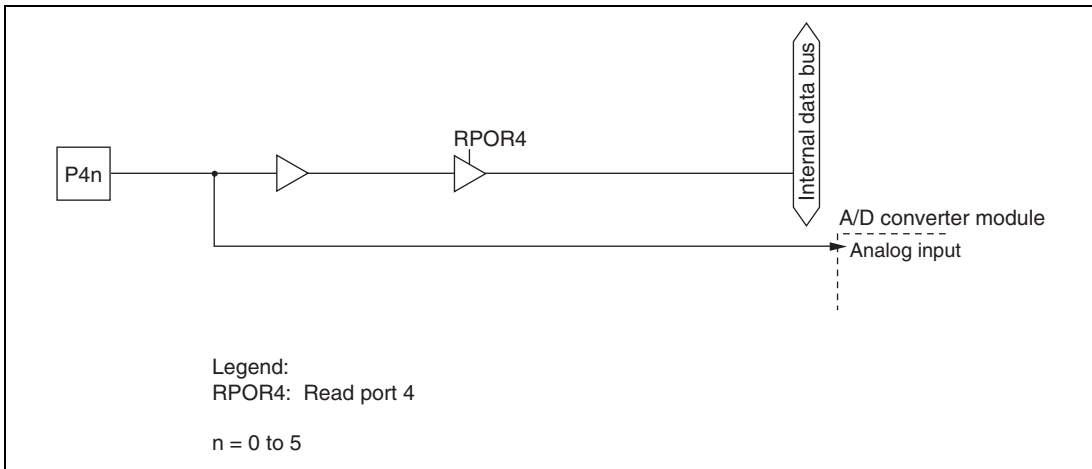 Internal data bus
RPOR4
P4n
A/D converter module
Analog input
Legend:
RPOR4: Read port 4
n = 0 to 5